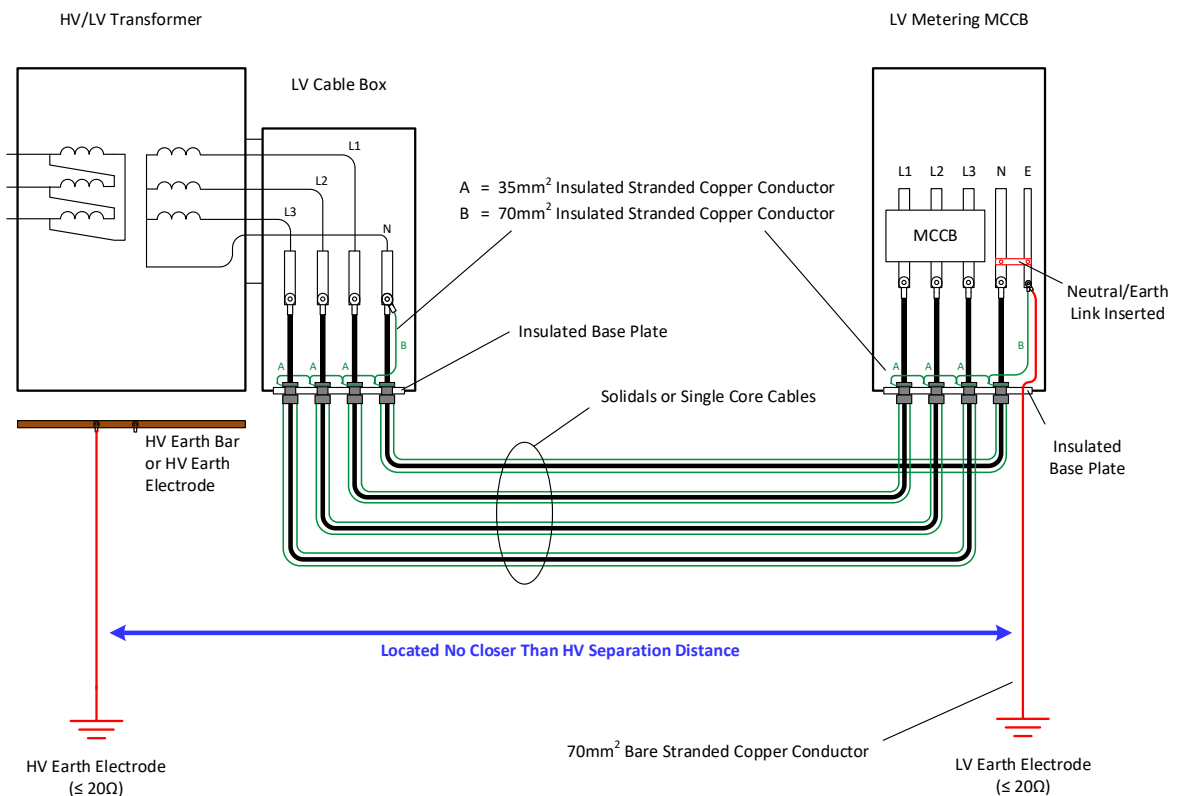 HV/LV Transformer
LV Metering MCCB
LV Cable Box
L1
L2
L3
N
A = 35mm² Insulated Stranded Copper Conductor
B = 70mm² Insulated Stranded Copper Conductor
L1 L2 L3 N E
MCCB
Neutral/Earth
Link Inserted
Insulated Base Plate
B
A A A
A A A
B
Solidals or Single Core Cables
HV Earth Bar
or HV Earth
Electrode
Insulated
Base Plate
Located No Closer Than HV Separation Distance
70mm² Bare Stranded Copper Conductor
HV Earth Electrode
(≤ 20Ω)
LV Earth Electrode
(≤ 20Ω)